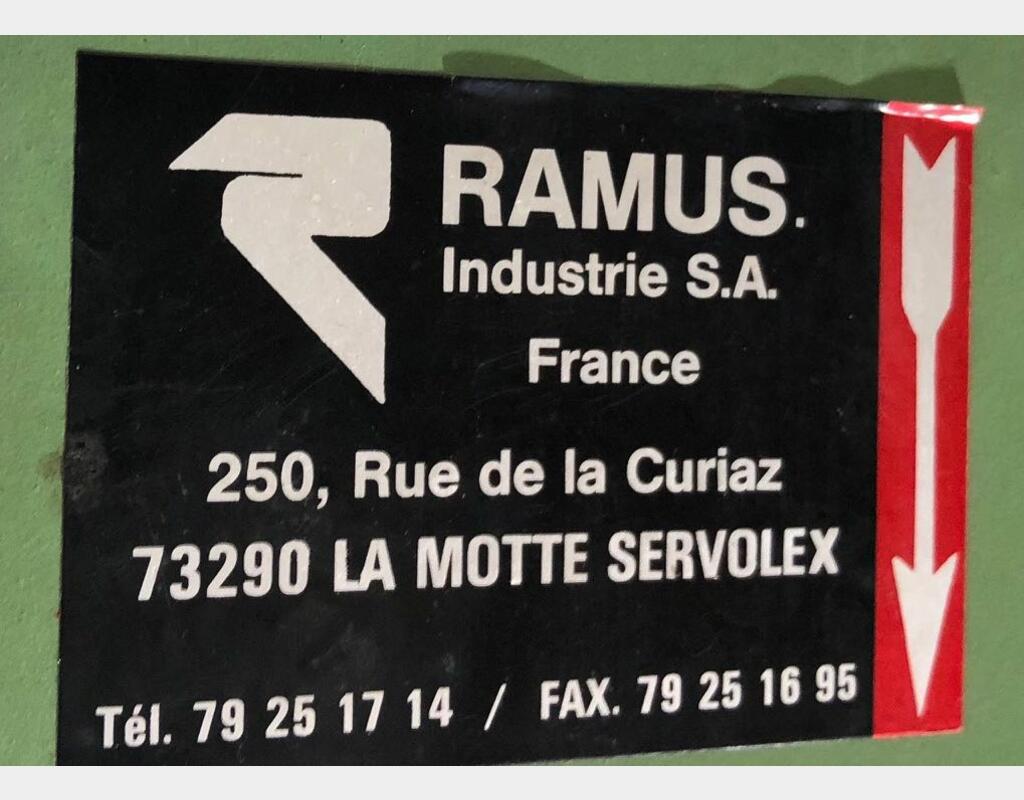 RAMUS.
Industrie S.A.
France
250, Rue de la Curiaz
73290 LA MOTTE SERVOLEX
Tél. 79 25 17 14 / FAX. 79 25 16 95